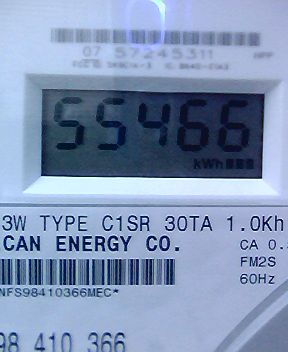 07 57245311
55466
kWh
3W TYPE C1SR 30TA 1.0Kh
CAN ENERGY CO.
CA 0.
FM2S
60Hz
NFS98410366MEC*
98 410 366